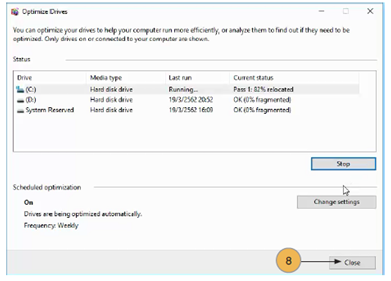 Optimize Drives
You can optimize your drives to help your computer run more efficiently, or analyze them to find out if they need to be
optimized. Only drives on or connected to your computer are shown.
Status
Drive Media type Last run Current status
(C:) Hard disk drive Running... Pass 1: 82% relocated
(D:) Hard disk drive 19/3/2562 20:52 OK (0% fragmented)
System Reserved Hard disk drive 19/3/2562 16:09 OK (0% fragmented)
Stop
Scheduled optimization
On
Change settings
Drives are being optimized automatically.
Frequency: Weekly
8
Close